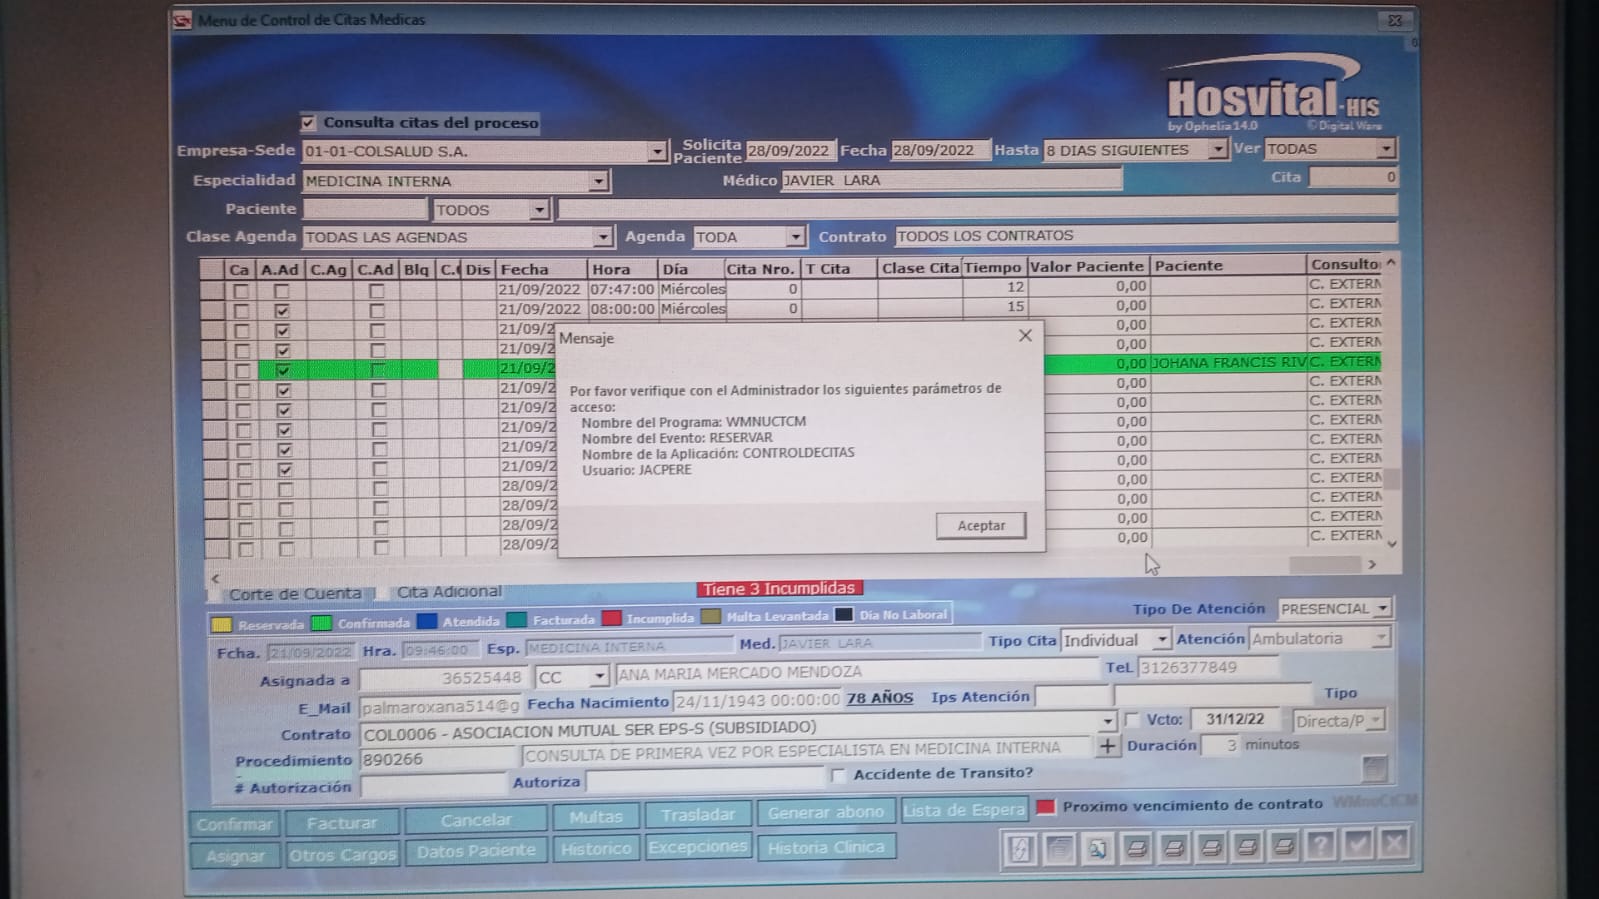 Menu de Control de Citas Medicas
Hosvital-HIS
by Ophelia 14.0 © Digital Ware
Consulta citas del proceso
Empresa-Sede 01-01-COLSALUD S.A. Solicita Paciente 28/09/2022 Fecha 28/09/2022 Hasta 8 DIAS SIGUIENTES Ver TODAS
Especialidad MEDICINA INTERNA Médico JAVIER LARA Cita 0
Paciente TODOS
Clase Agenda TODAS LAS AGENDAS Agenda TODA Contrato TODOS LOS CONTRATOS
Ca A.Ad C.Ag C.Ad Blq Dis Fecha Hora Día Cita Nro. T Cita Clase Cita Tiempo Valor Paciente Paciente Consulto
21/09/2022 07:47:00 Miércoles 0 12 0,00 C. EXTERN
21/09/2022 08:00:00 Miércoles 0 15 0,00 C. EXTERN
21/09/2 0,00 C. EXTERN
21/09/2 0,00 C. EXTERN
21/09/2 0,00 JOHANA FRANCIS RIV C. EXTERN
21/09/2 0,00 C. EXTERN
21/09/2 0,00 C. EXTERN
21/09/2 0,00 C. EXTERN
21/09/2 0,00 C. EXTERN
21/09/2 0,00 C. EXTERN
28/09/2 0,00 C. EXTERN
28/09/2 0,00 C. EXTERN
28/09/2 0,00 C. EXTERN
28/09/2 0,00 C. EXTERN
Mensaje
Por favor verifique con el Administrador los siguientes parámetros de
acceso:
Nombre del Programa: WMNUCTCM
Nombre del Evento: RESERVAR
Nombre de la Aplicación: CONTROLDECITAS
Usuario: JACPERE
Aceptar
Corte de Cuenta Cita Adicional Tiene 3 Incumplidas
Reservada Confirmada Atendida Facturada Incumplida Multa Levantada Día No Laboral Tipo De Atención PRESENCIAL
Fcha. 21/09/2022 Hra. 09:46:00 Esp. MEDICINA INTERNA Med. JAVIER LARA Tipo Cita Individual Atención Ambulatoria
Asignada a 36525448 CC ANA MARIA MERCADO MENDOZA Tel. 3126377849
E_Mail palmaroxana514@g Fecha Nacimiento 24/11/1943 00:00:00 78 AÑOS Ips Atención Tipo
Contrato COL0006 - ASOCIACION MUTUAL SER EPS-S (SUBSIDIADO) Vcto: 31/12/22 Directa/P
Procedimiento 890266 CONSULTA DE PRIMERA VEZ POR ESPECIALISTA EN MEDICINA INTERNA + Duración 3 minutos
# Autorización Autoriza Accidente de Transito?
Confirmar Facturar Cancelar Multas Trasladar Generar abono Lista de Espera Proximo vencimiento de contrato WMnuCtCM
Asignar Otros Cargos Datos Paciente Historico Excepciones Historia Clinica